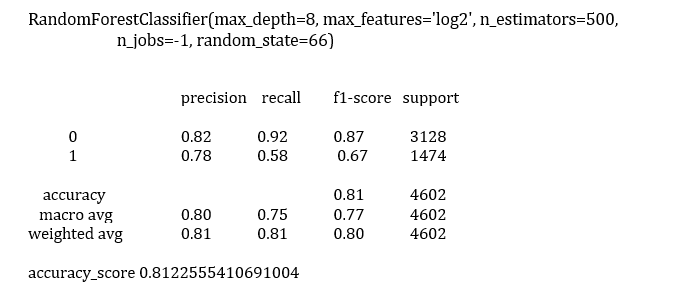 RandomForestClassifier(max_depth=8, max_features='log2', n_estimators=500,
n_jobs=-1, random_state=66)
precision recall f1-score support
0 0.82 0.92 0.87 3128
1 0.78 0.58 0.67 1474
accuracy 0.81 4602
macro avg 0.80 0.75 0.77 4602
weighted avg 0.81 0.81 0.80 4602
accuracy_score 0.8122555410691004